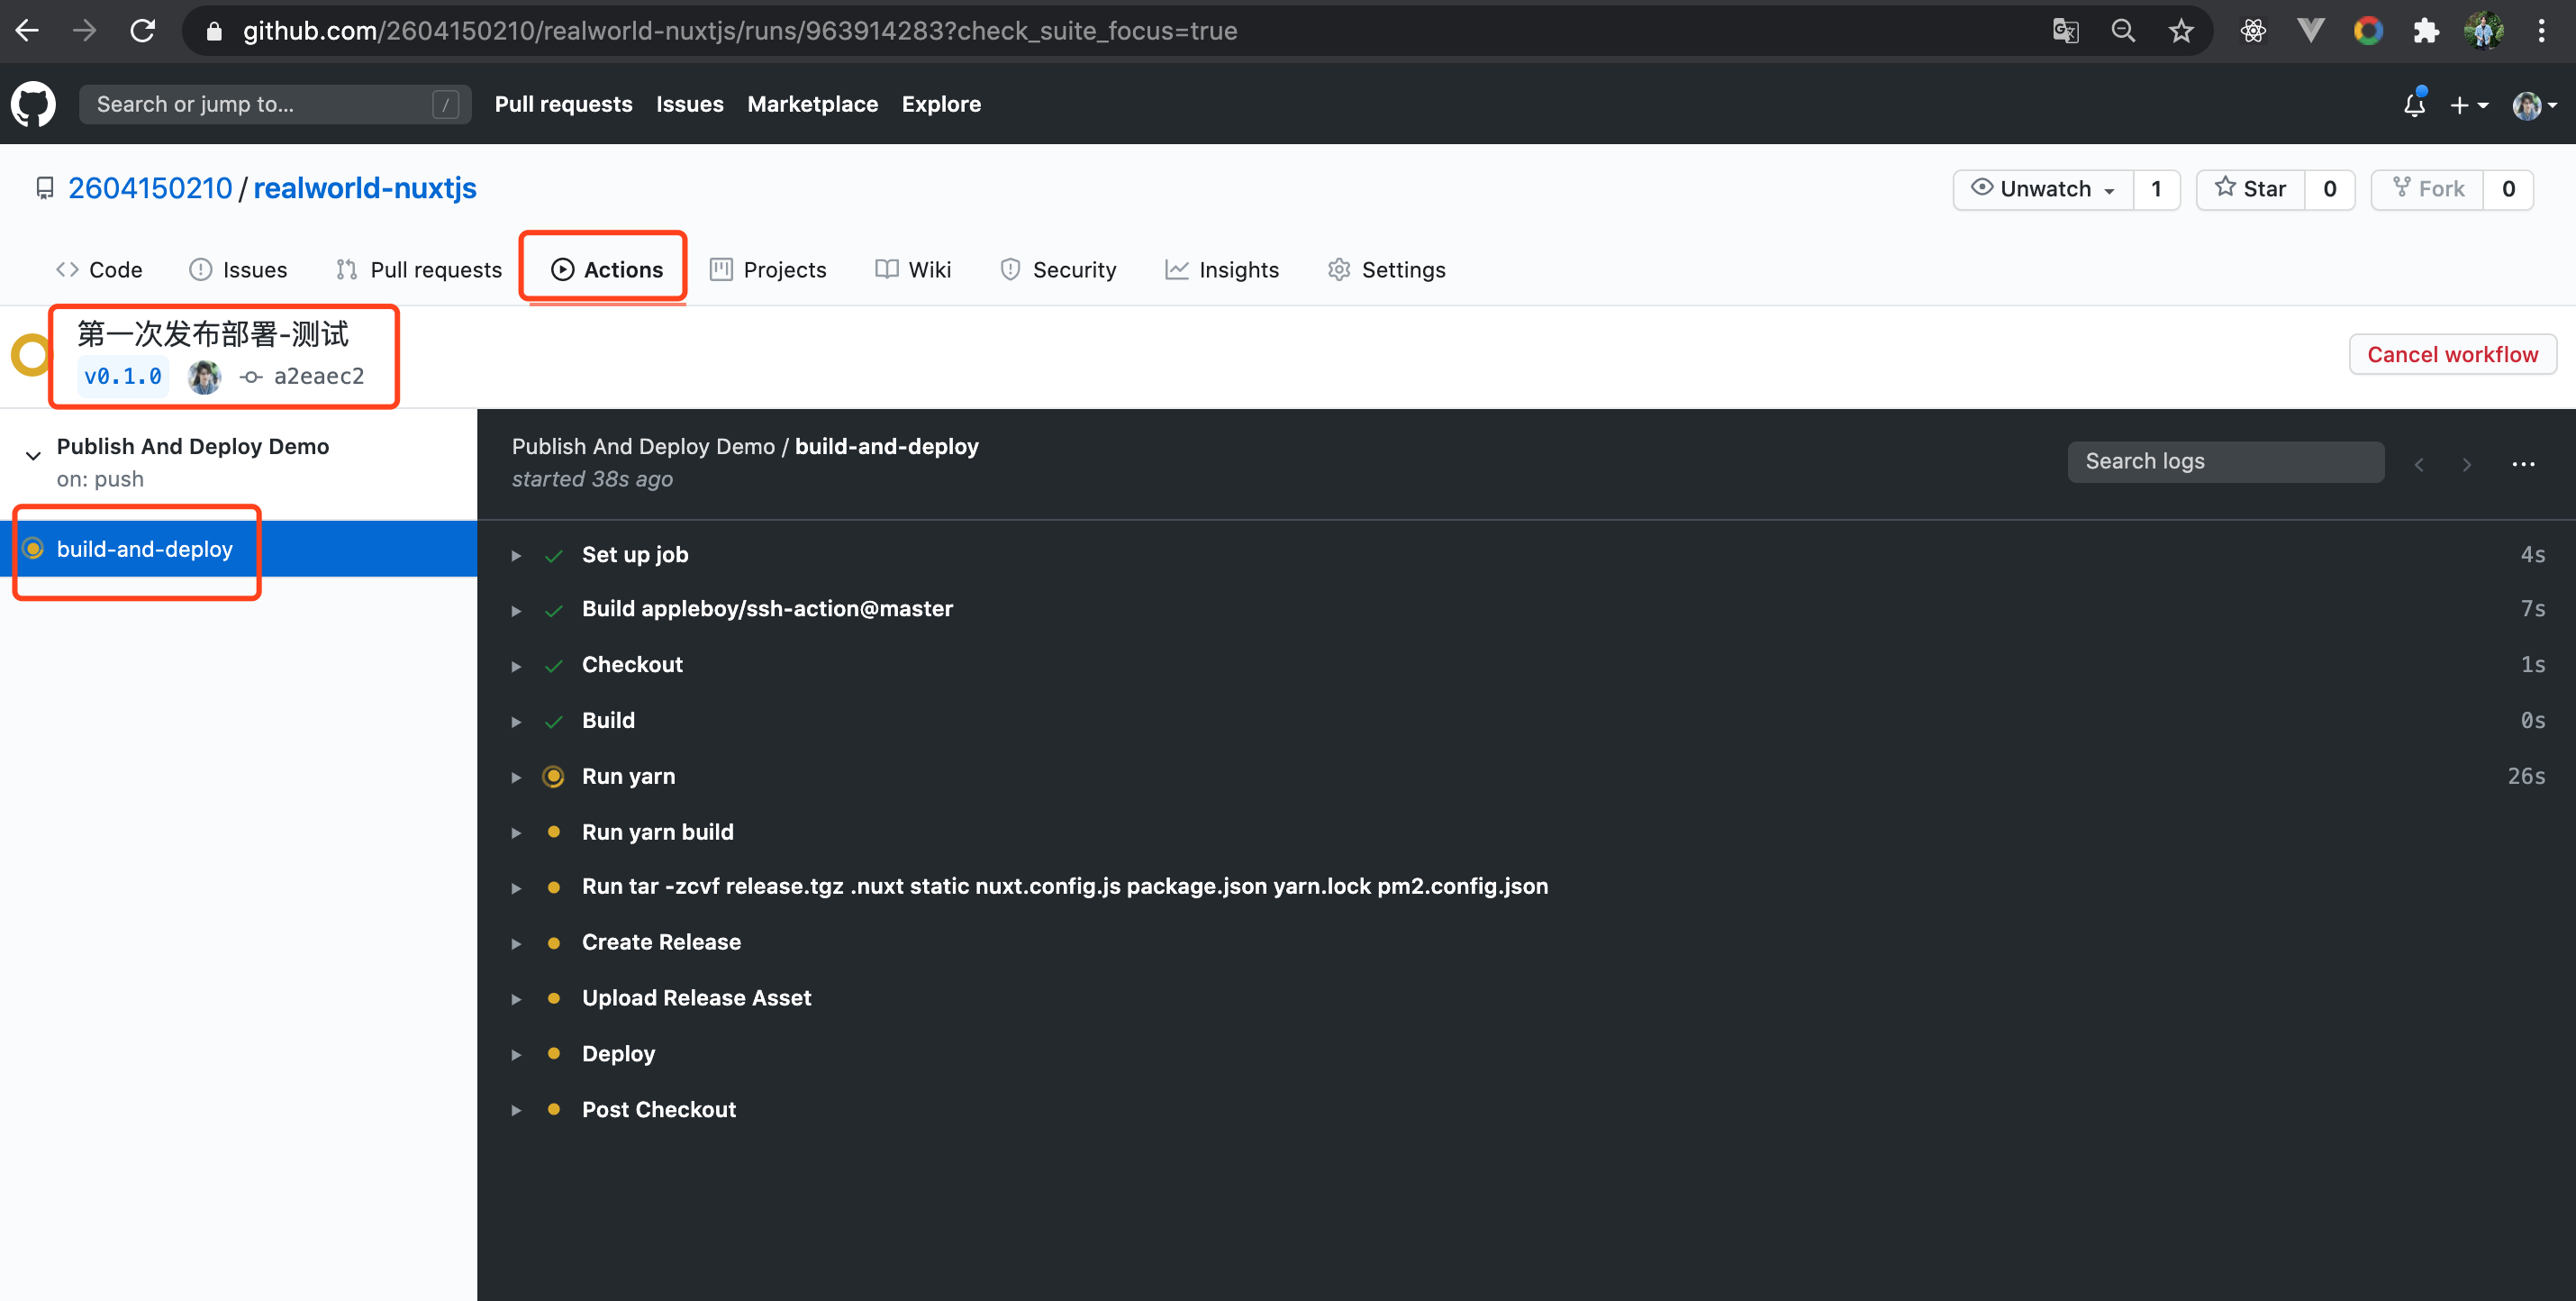 github.com/2604150210/realworld-nuxtjs/runs/963914283?check_suite_focus=true
Search or jump to... /
Pull requests Issues Marketplace Explore
2604150210 / realworld-nuxtjs
Unwatch 1 Star 0 Fork 0
Code Issues Pull requests Actions Projects Wiki Security Insights Settings
第一次发布部署-测试
v0.1.0 a2eaec2
Cancel workflow
Publish And Deploy Demo
on: push
build-and-deploy
Publish And Deploy Demo / build-and-deploy
started 38s ago
Search logs
Set up job 4s
Build appleboy/ssh-action@master 7s
Checkout 1s
Build 0s
Run yarn 26s
Run yarn build
Run tar -zcvf release.tgz .nuxt static nuxt.config.js package.json yarn.lock pm2.config.json
Create Release
Upload Release Asset
Deploy
Post Checkout